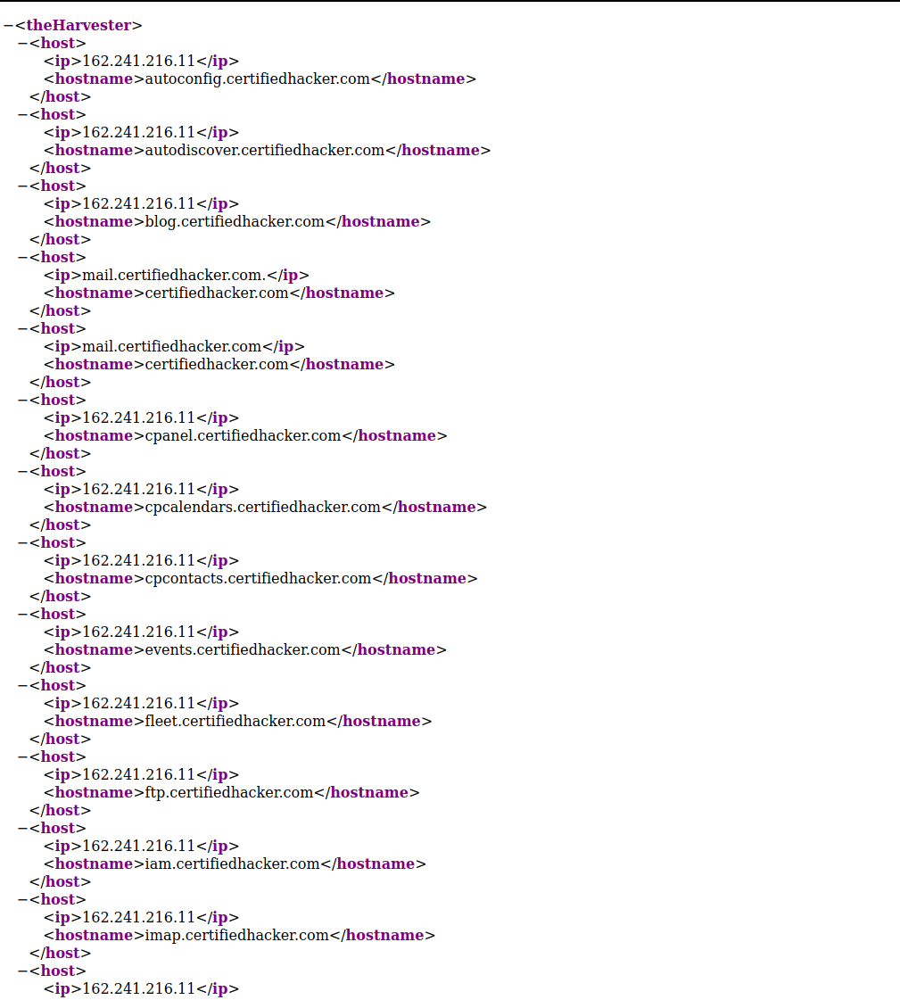 −<theHarvester>
−<host>
<ip>162.241.216.11</ip>
<hostname>autoconfig.certifiedhacker.com</hostname>
</host>
−<host>
<ip>162.241.216.11</ip>
<hostname>autodiscover.certifiedhacker.com</hostname>
</host>
−<host>
<ip>162.241.216.11</ip>
<hostname>blog.certifiedhacker.com</hostname>
</host>
−<host>
<ip>mail.certifiedhacker.com.</ip>
<hostname>certifiedhacker.com</hostname>
</host>
−<host>
<ip>mail.certifiedhacker.com</ip>
<hostname>certifiedhacker.com</hostname>
</host>
−<host>
<ip>162.241.216.11</ip>
<hostname>cpanel.certifiedhacker.com</hostname>
</host>
−<host>
<ip>162.241.216.11</ip>
<hostname>cpcalendars.certifiedhacker.com</hostname>
</host>
−<host>
<ip>162.241.216.11</ip>
<hostname>cpcontacts.certifiedhacker.com</hostname>
</host>
−<host>
<ip>162.241.216.11</ip>
<hostname>events.certifiedhacker.com</hostname>
</host>
−<host>
<ip>162.241.216.11</ip>
<hostname>fleet.certifiedhacker.com</hostname>
</host>
−<host>
<ip>162.241.216.11</ip>
<hostname>ftp.certifiedhacker.com</hostname>
</host>
−<host>
<ip>162.241.216.11</ip>
<hostname>iam.certifiedhacker.com</hostname>
</host>
−<host>
<ip>162.241.216.11</ip>
<hostname>imap.certifiedhacker.com</hostname>
</host>
−<host>
<ip>162.241.216.11</ip>